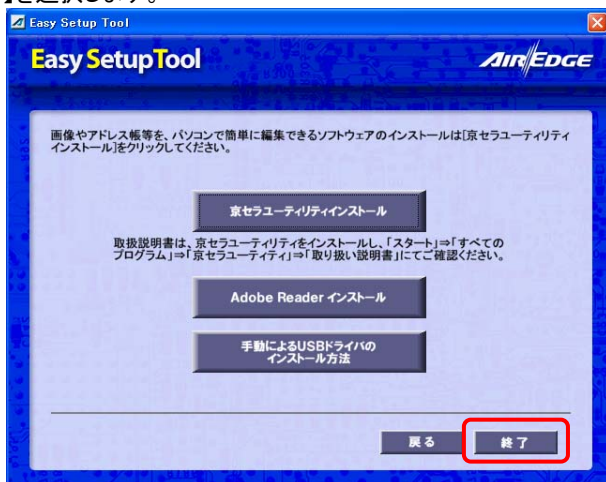 】を選択します。
Easy Setup Tool
Easy SetupTool
AIR EDGE
画像やアドレス帳等を、パソコンで簡単に編集できるソフトウェアのインストールは[京セラユーティリティ
インストール]をクリックしてください。
京セラユーティリティインストール
取扱説明書は、京セラユーティリティをインストールし、「スタート」⇒「すべての
プログラム」⇒「京セラユーティティ」⇒「取り扱い説明書」にてご確認ください。
Adobe Reader インストール
手動によるUSBドライバの
インストール方法
戻る
終了